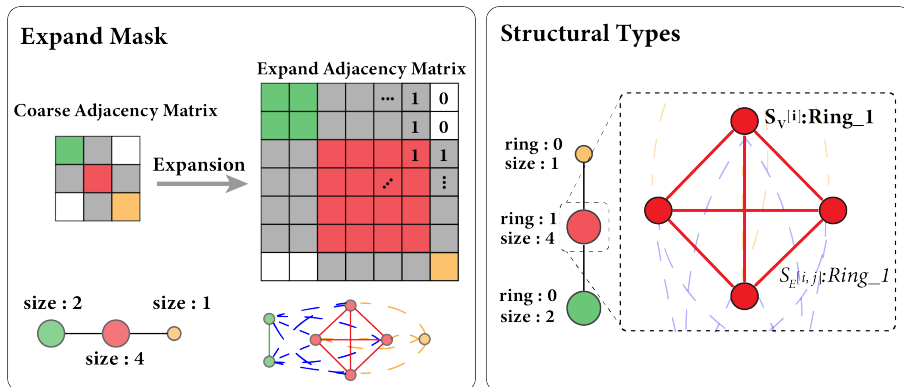 Expand Mask
Coarse Adjacency Matrix
Expansion
Expand Adjacency Matrix
... 1 0
1 0
1 1
size : 2
size : 1
size : 4
Structural Types
ring : 0
size : 1
ring : 1
size : 4
ring : 0
size : 2
S_V[i]:Ring_1
S_E[i, j]:Ring_1